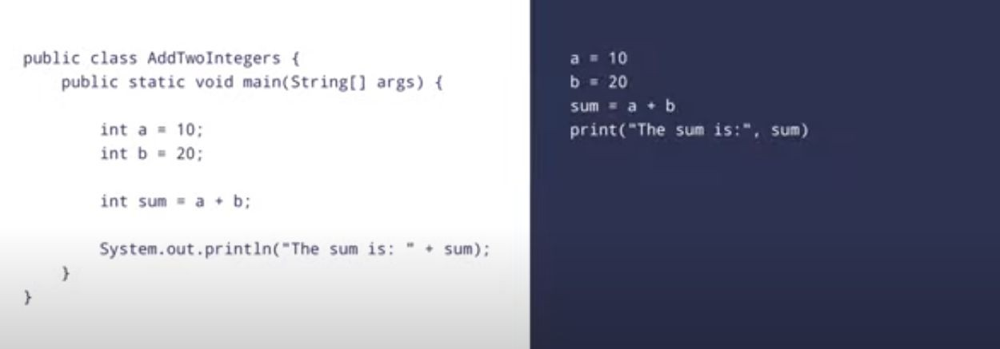 public class AddTwoIntegers {
    public static void main(String[] args) {
        int a = 10;
        int b = 20;
        int sum = a + b;
        System.out.println("The sum is: " + sum);
    }
}
a = 10
b = 20
sum = a + b
print("The sum is:", sum)